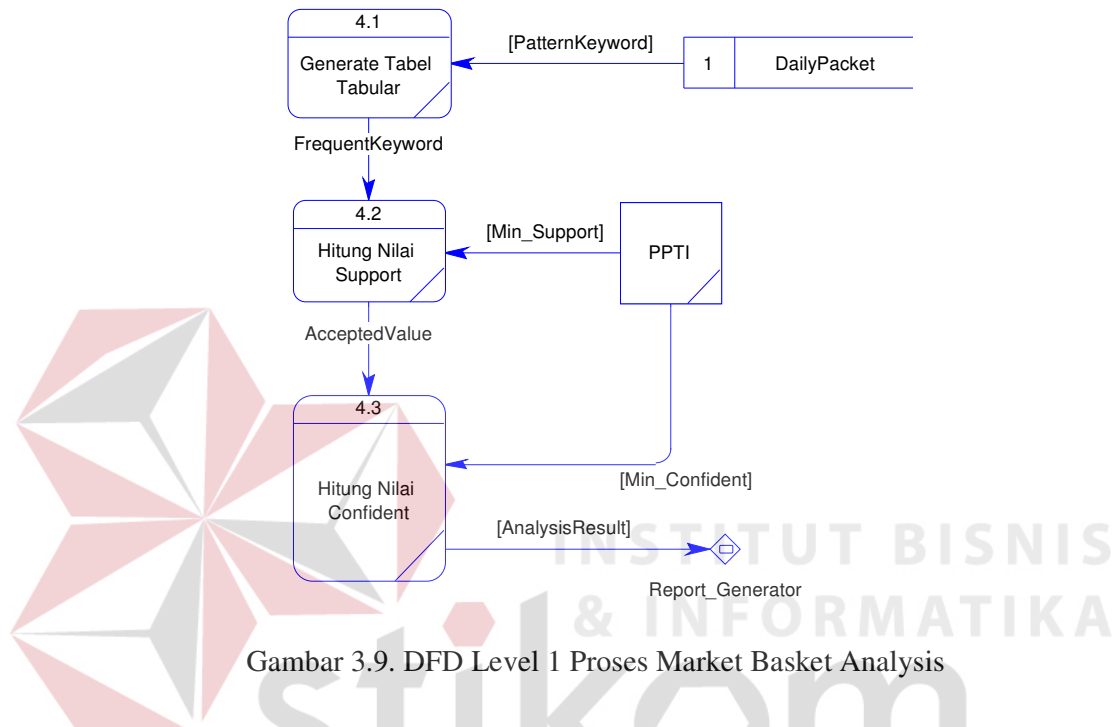 4.1
Generate Tabel
Tabular
[PatternKeyword]
1
DailyPacket
FrequentKeyword
4.2
Hitung Nilai
Support
[Min_Support]
PPTI
AcceptedValue
4.3
Hitung Nilai
Confident
[Min_Confident]
[AnalysisResult]
Report_Generator
INSTITUT BISNIS
& INFORMATIKA
stikom
Gambar 3.9. DFD Level 1 Proses Market Basket Analysis